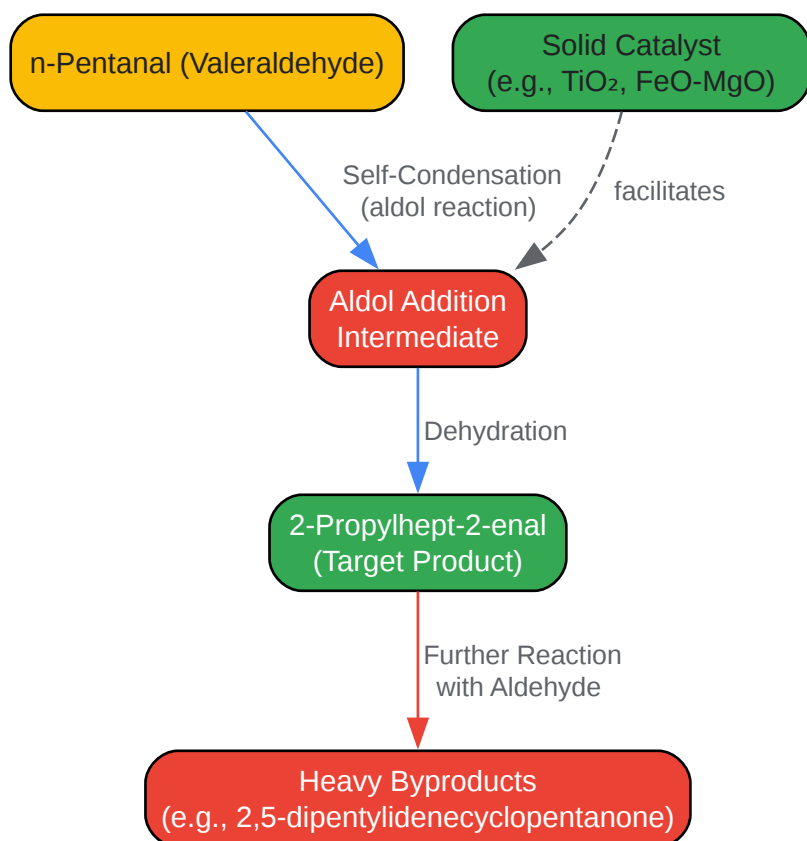 n-Pentanal (Valeraldehyde)
Solid Catalyst
(e.g., TiO₂, FeO-MgO)
Self-Condensation
(aldol reaction)
facilitates
Aldol Addition
Intermediate
Dehydration
2-Propylhept-2-enal
(Target Product)
Further Reaction
with Aldehyde
Heavy Byproducts
(e.g., 2,5-dipentylidenecyclopentanone)